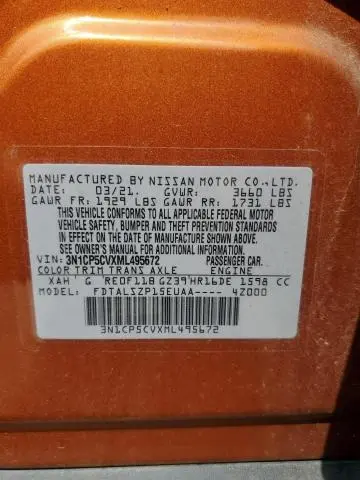 MANUFACTURED BY NISSAN MOTOR CO.,LTD.
DATE: 03/21. GVWR: 3660 LBS
GAWR FR: 1929 LBS GAWR RR: 1731 LBS
THIS VEHICLE CONFORMS TO ALL APPLICABLE FEDERAL MOTOR
VEHICLE SAFETY, BUMPER AND THEFT PREVENTION STANDARDS
IN EFFECT ON THE DATE OF MANUFACTURE SHOWN ABOVE.
SEE OWNER'S MANUAL FOR ADDITIONAL INFORMATION.
VIN: 3N1CP5CVXML495672 PASSENGER CAR.
COLOR TRIM TRANS AXLE ENGINE
XAH G RE0F11B GZ39 HR16DE 1598 CC
MODEL: FDTALSZP15EUAA---- 4Z000
3N1CP5CVXML495672